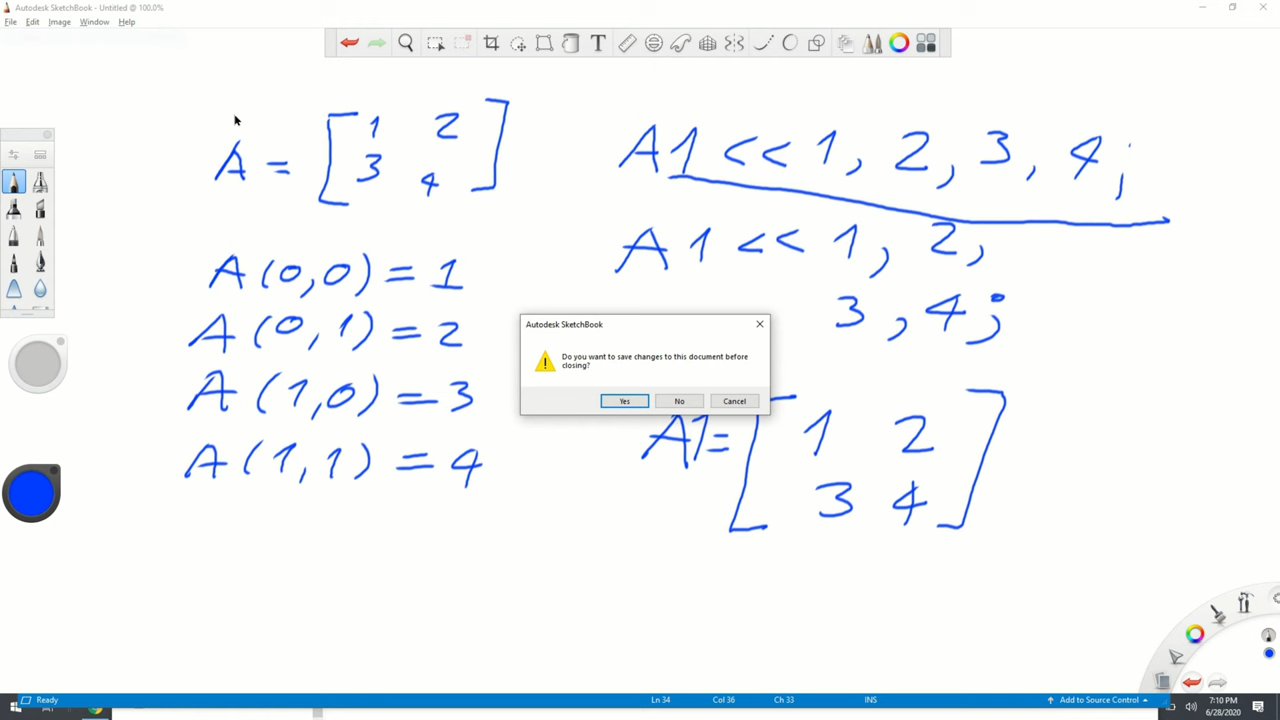 Autodesk SketchBook - Untitled @ 100.0%
File Edit Image Window Help
A = [ 1 2
3 4 ]
A(0,0) = 1
A(0,1) = 2
A(1,0) = 3
A(1,1) = 4
A1 << 1, 2, 3, 4;
A1 << 1, 2,
3, 4;
Autodesk SketchBook
Do you want to save changes to this document before
closing?
Yes No Cancel
A1 = [ 1 2
3 4 ]
Ready Ln 34 Col 36 Ch 33 INS Add to Source Control
7:10 PM
6/28/2020